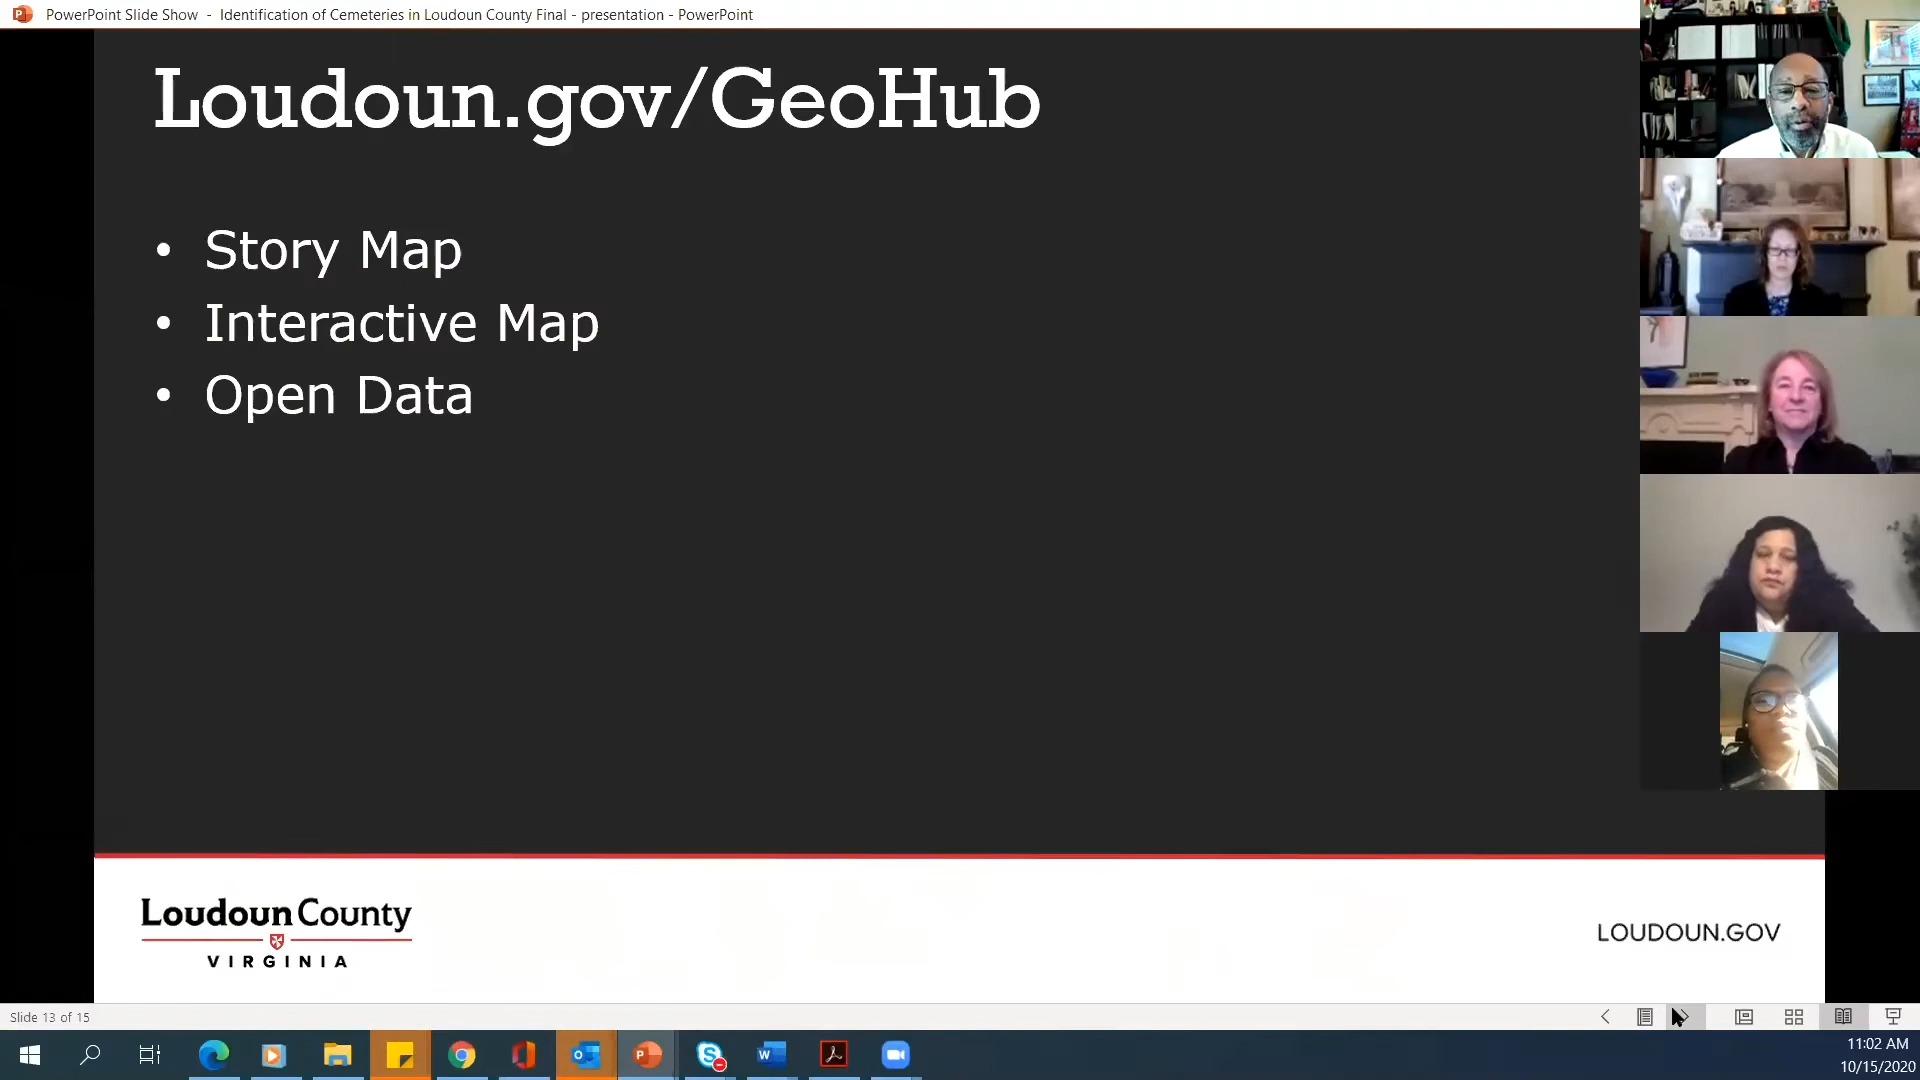 PowerPoint Slide Show - Identification of Cemeteries in Loudoun County Final - presentation - PowerPoint
Loudoun.gov/GeoHub
• Story Map
• Interactive Map
• Open Data
Loudoun County
VIRGINIA
LOUDOUN.GOV
Slide 13 of 15
11:02 AM
10/15/2020